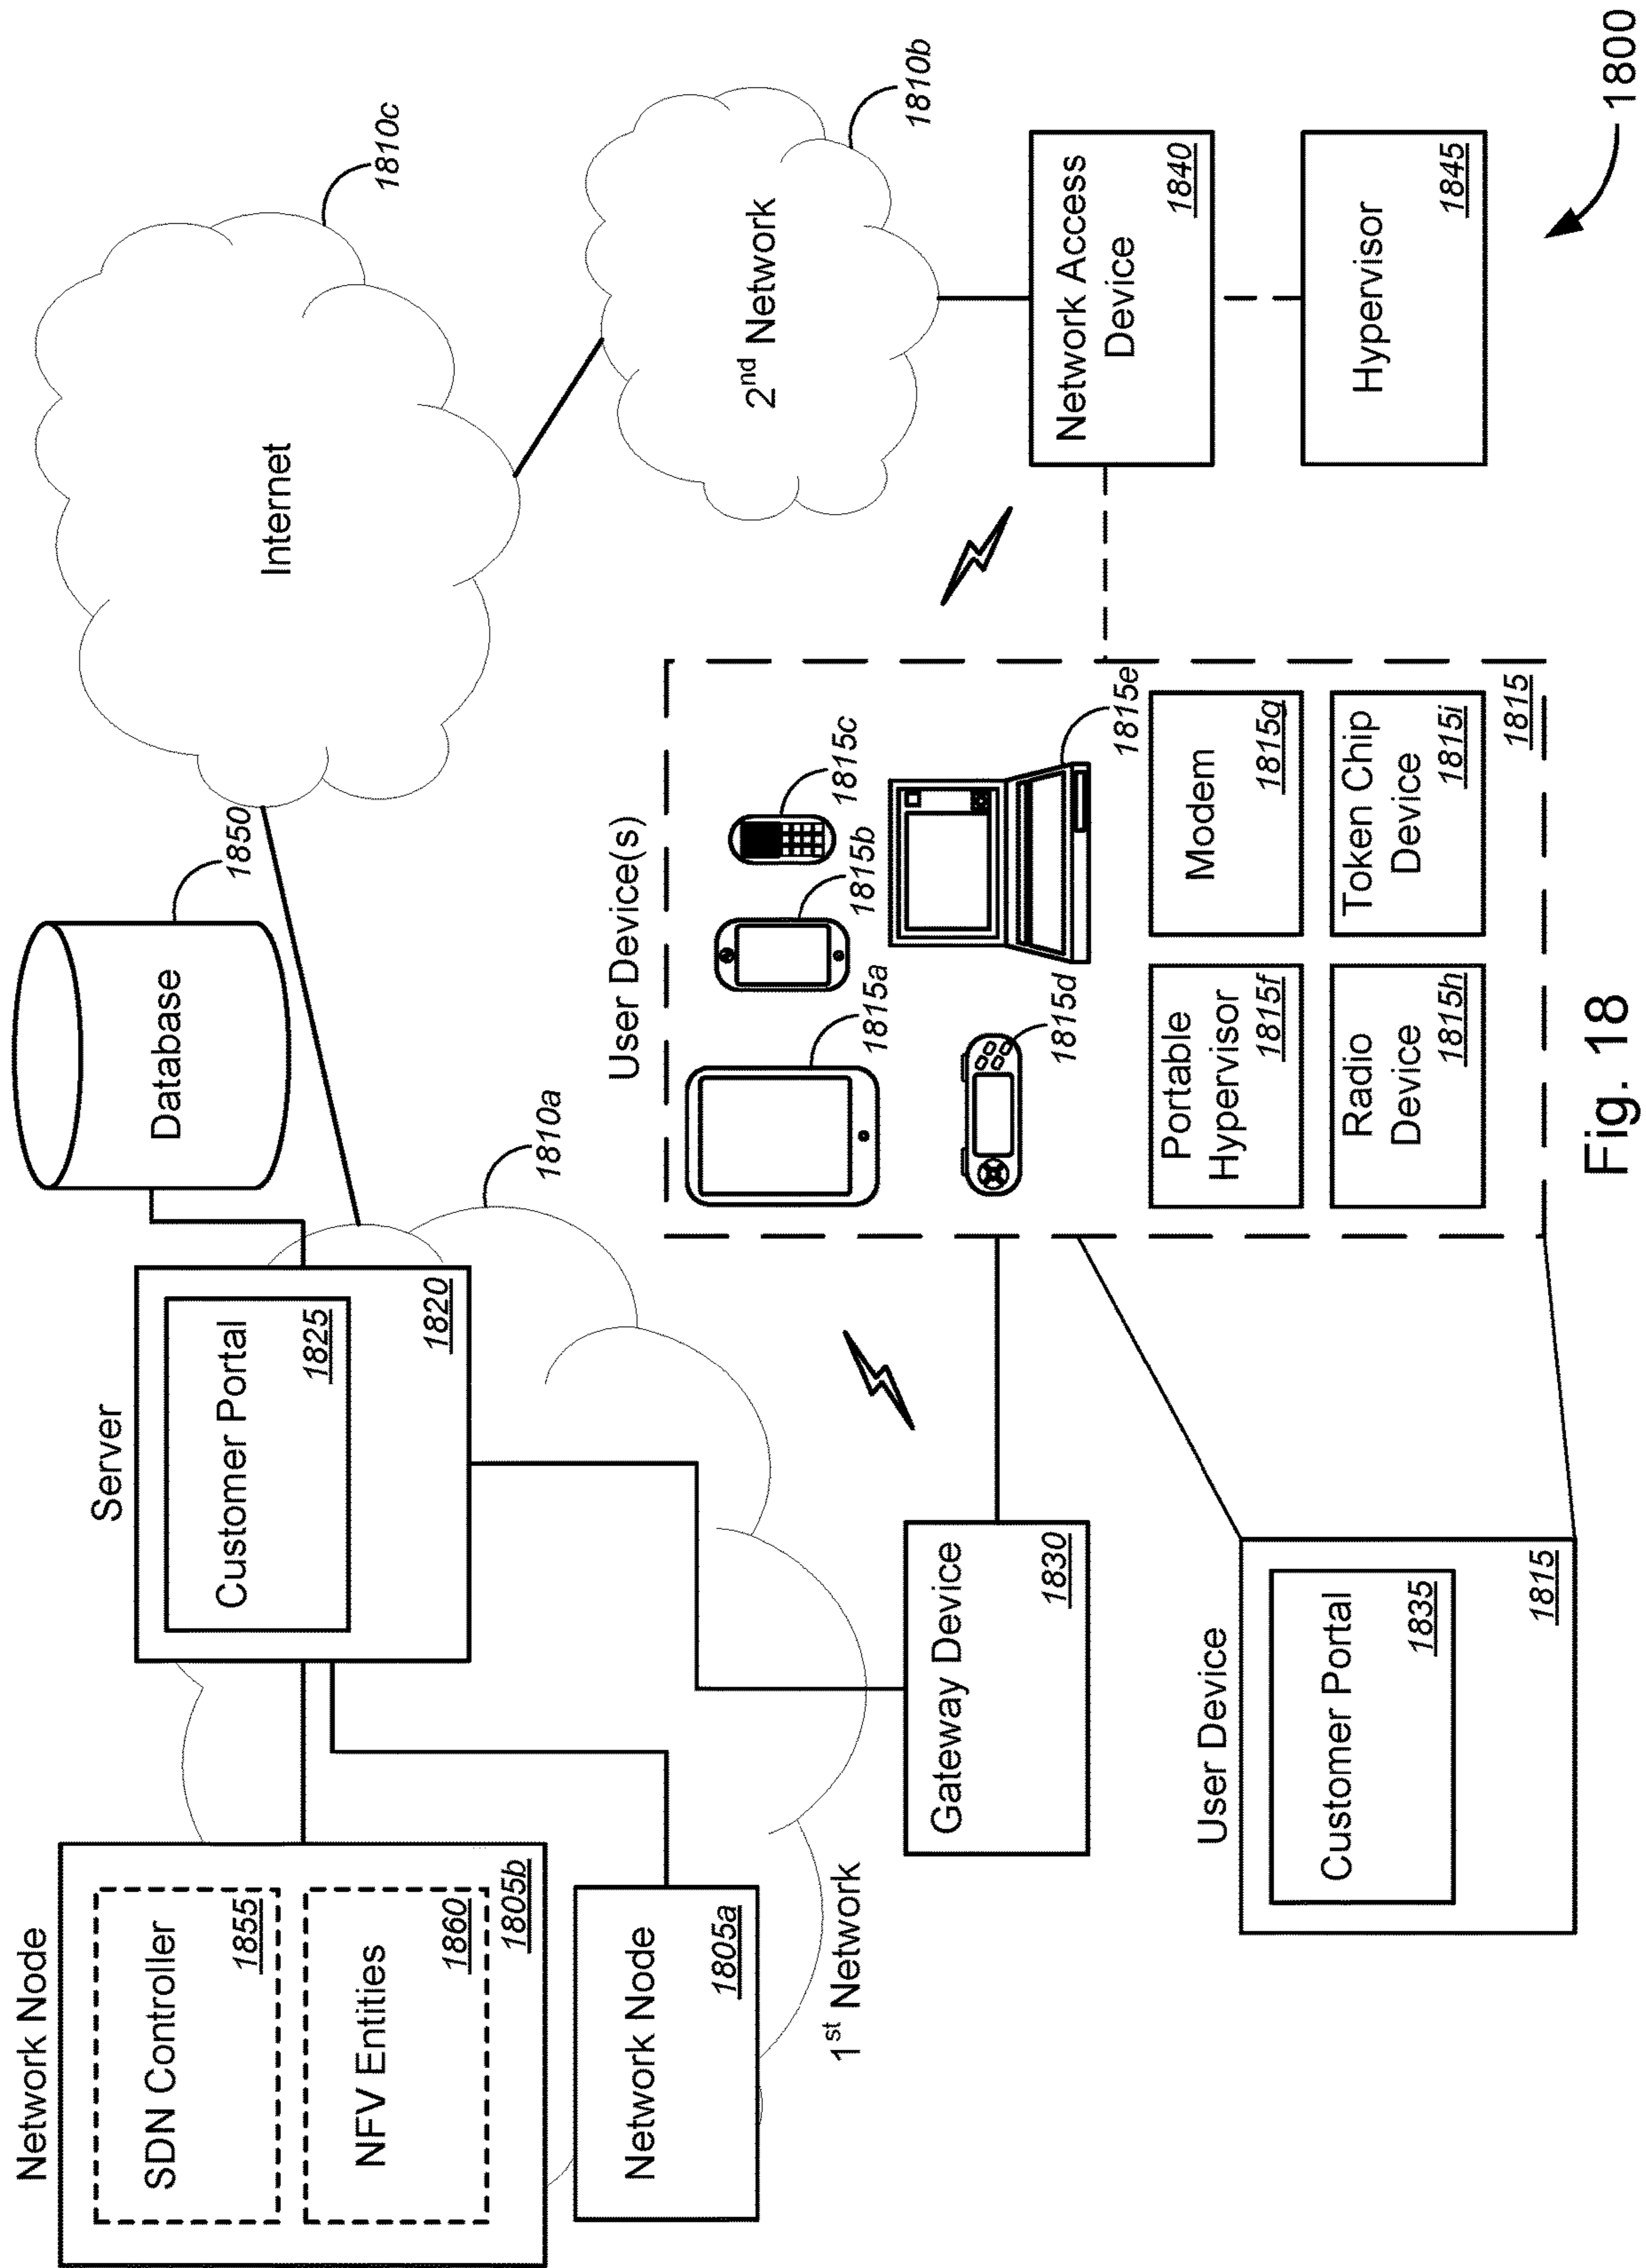 Network Node
SDN Controller
1855
NFV Entities
1860
1805b
Network Node
1805a
1st Network
Server
Customer Portal
1825
1820
Database
1850
1810a
Internet
1810c
2nd Network
1810b
Gateway Device
1830
User Device(s)
1815a
1815b
1815c
1815d
1815e
Portable
Hypervisor
1815f
Modem
1815g
Radio
Device
1815h
Token Chip
Device
1815i
1815
Network Access
Device
1840
Hypervisor
1845
User Device
Customer Portal
1835
1815
1800
Fig. 18